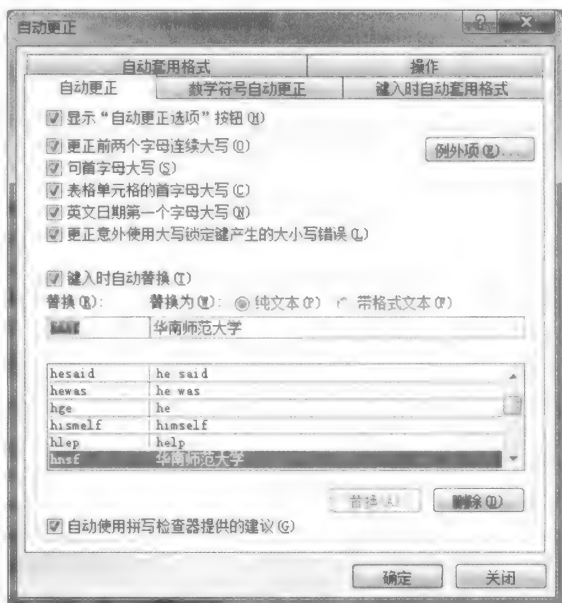 自动更正
自动套用格式 操作
自动更正 数学符号自动更正 键入时自动套用格式
显示“自动更正选项”按钮(H)
更正前两个字母连续大写(O) 例外项(E)...
句首字母大写(S)
表格单元格的首字母大写(C)
英文日期第一个字母大写(N)
更正意外使用大写锁定键产生的大小写错误(L)
键入时自动替换(T)
替换(R): 替换为(W): 纯文本(P) 带格式文本(F)
华南师范大学
hesaid he said
hewas he was
hge he
hismelf himself
hlep help
hnsf 华南师范大学
替换(A) 删除(D)
自动使用拼写检查器提供的建议(G)
确定 关闭